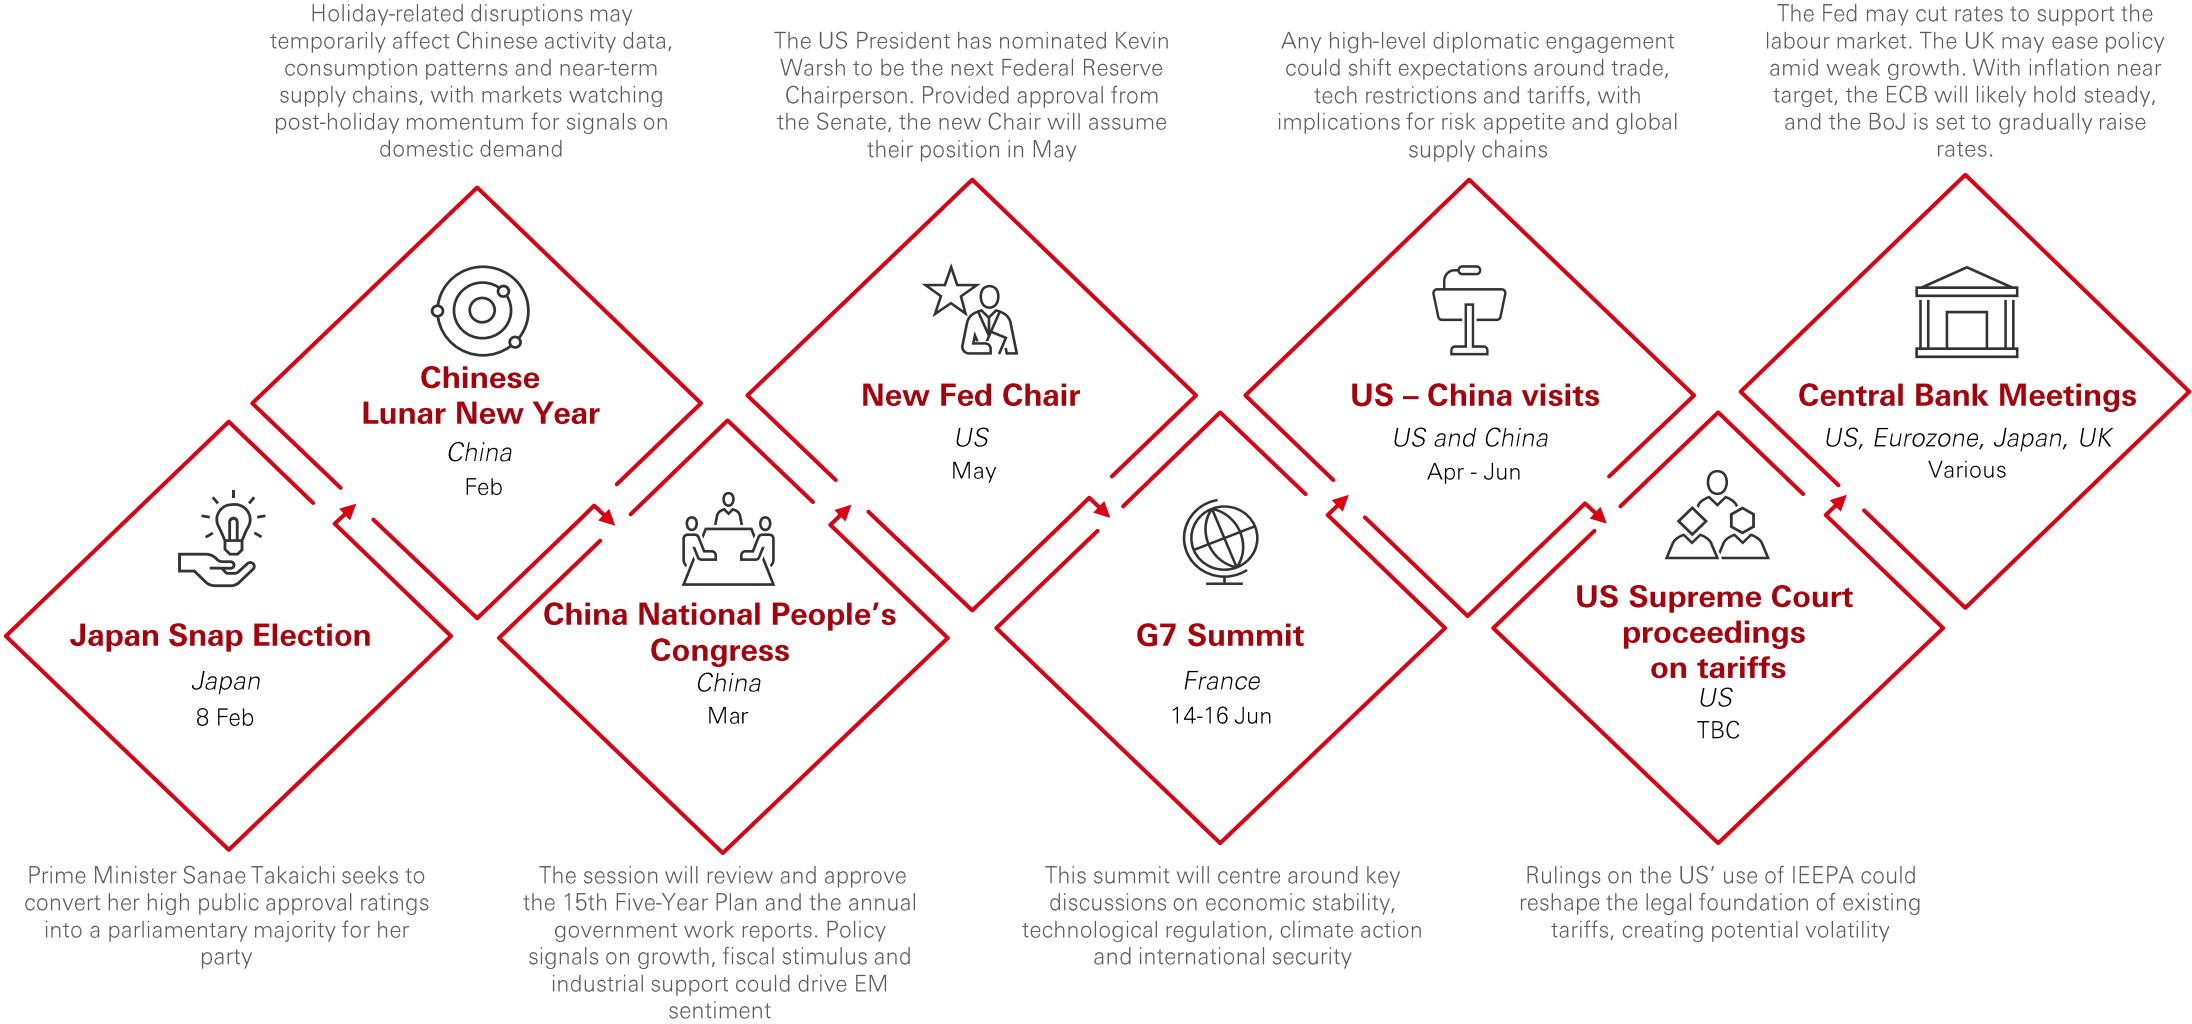 Holiday-related disruptions may
temporarily affect Chinese activity data,
consumption patterns and near-term
supply chains, with markets watching
post-holiday momentum for signals on
domestic demand
The US President has nominated Kevin
Warsh to be the next Federal Reserve
Chairperson. Provided approval from
the Senate, the new Chair will assume
their position in May
Any high-level diplomatic engagement
could shift expectations around trade,
tech restrictions and tariffs, with
implications for risk appetite and global
supply chains
The Fed may cut rates to support the
labour market. The UK may ease policy
amid weak growth. With inflation near
target, the ECB will likely hold steady,
and the BoJ is set to gradually raise
rates.
Chinese
Lunar New Year
China
Feb
New Fed Chair
US
May
US – China visits
US and China
Apr - Jun
Central Bank Meetings
US, Eurozone, Japan, UK
Various
Japan Snap Election
Japan
8 Feb
China National People’s
Congress
China
Mar
G7 Summit
France
14-16 Jun
US Supreme Court
proceedings
on tariffs
US
TBC
Prime Minister Sanae Takaichi seeks to
convert her high public approval ratings
into a parliamentary majority for her
party
The session will review and approve
the 15th Five-Year Plan and the annual
government work reports. Policy
signals on growth, fiscal stimulus and
industrial support could drive EM
sentiment
This summit will centre around key
discussions on economic stability,
technological regulation, climate action
and international security
Rulings on the US’ use of IEEPA could
reshape the legal foundation of existing
tariffs, creating potential volatility